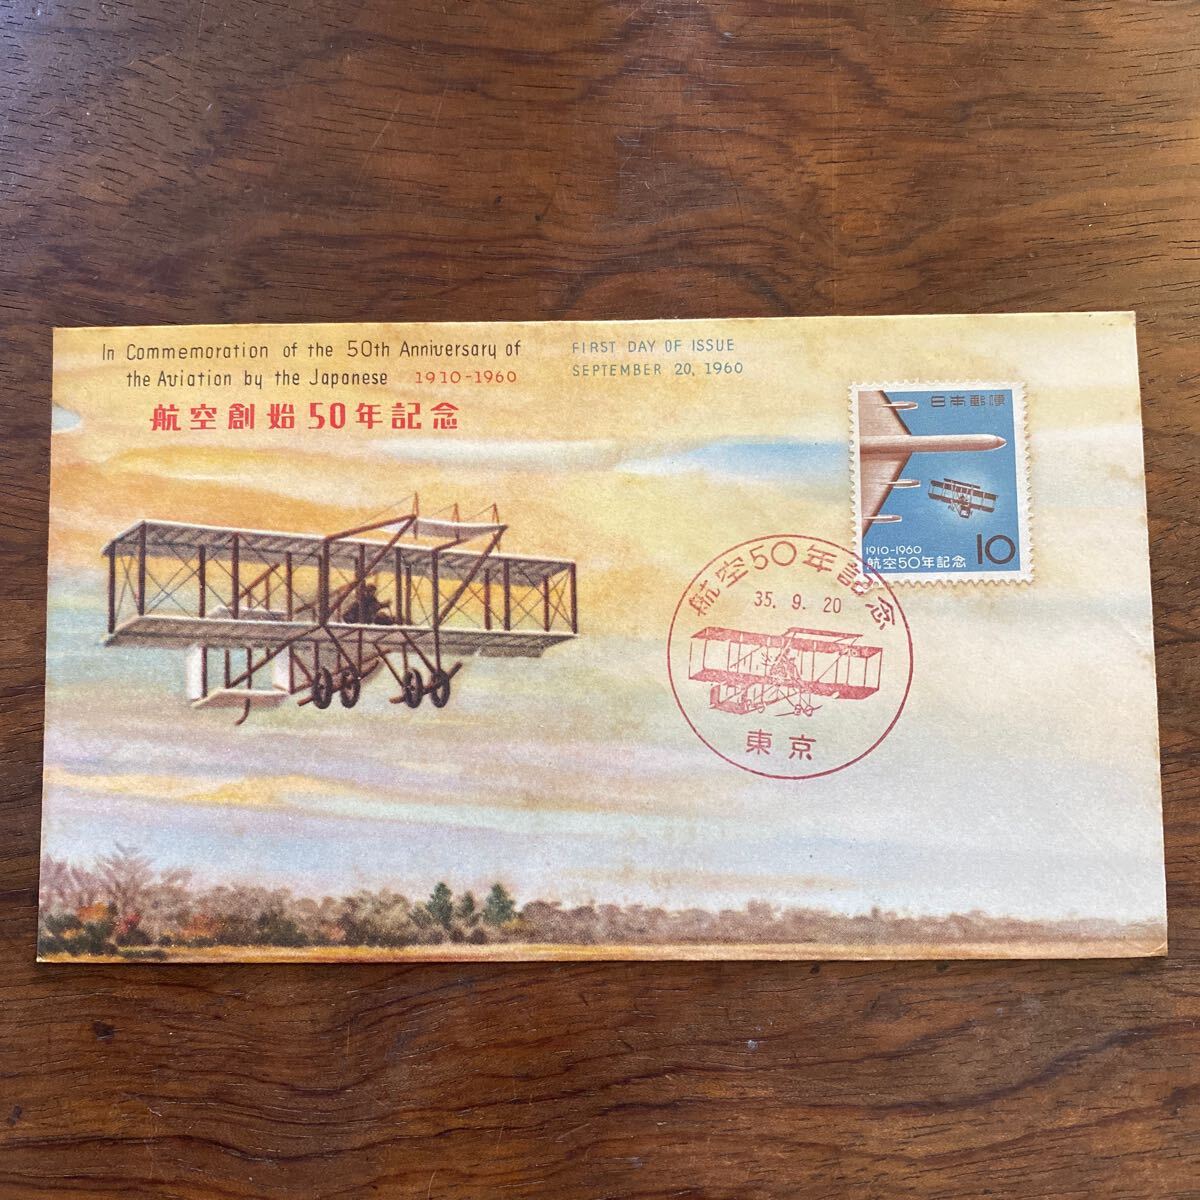 In Commemoration of the 50th Anniversary of
the Aviation by the Japanese 1910-1960
航空創始50年記念
FIRST DAY OF ISSUE
SEPTEMBER 20, 1960
日本郵便
1910-1960
航空50年記念
10
航空50年記念
35. 9. 20
東京